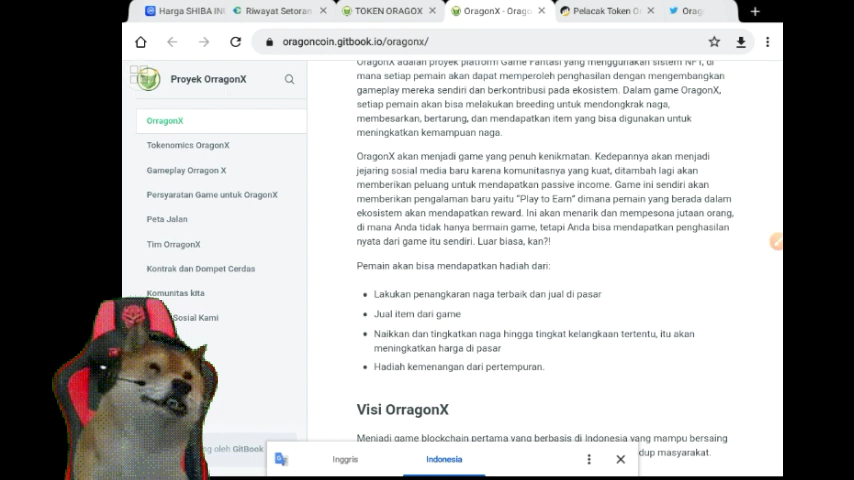 Harga SHIBA INU
Riwayat Setoran
TOKEN ORAGOX
OragonX - Orago
Pelacak Token O
Orag
oragoncoin.gitbook.io/oragonx/
Proyek OrragonX
OrragonX
Tokenomics OragonX
Gameplay Orragon X
Persyaratan Game untuk OragonX
Peta Jalan
Tim OrragonX
Kontrak dan Dompet Cerdas
Komunitas kita
Sosial Kami
oleh GitBook
OragonX adalah proyek platform Game Fantasi yang menggunakan sistem NFT, di
mana setiap pemain akan dapat memperoleh penghasilan dengan mengembangkan
gameplay mereka sendiri dan berkontribusi pada ekosistem. Dalam game OragonX,
setiap pemain akan bisa melakukan breeding untuk mendongkrak naga,
membesarkan, bertarung, dan mendapatkan item yang bisa digunakan untuk
meningkatkan kemampuan naga.
OragonX akan menjadi game yang penuh kenikmatan. Kedepannya akan menjadi
jejaring sosial media baru karena komunitasnya yang kuat, ditambah lagi akan
memberikan peluang untuk mendapatkan passive income. Game ini sendiri akan
memberikan pengalaman baru yaitu "Play to Earn" dimana pemain yang berada dalam
ekosistem akan mendapatkan reward. Ini akan menarik dan mempesona jutaan orang,
di mana Anda tidak hanya bermain game, tetapi Anda bisa mendapatkan penghasilan
nyata dari game itu sendiri. Luar biasa, kan?!
Pemain akan bisa mendapatkan hadiah dari:
Lakukan penangkaran naga terbaik dan jual di pasar
Jual item dari game
Naikkan dan tingkatkan naga hingga tingkat kelangkaan tertentu, itu akan
meningkatkan harga di pasar
Hadiah kemenangan dari pertempuran.
Visi OrragonX
Menjadi game blockchain pertama yang berbasis di Indonesia yang mampu bersaing
dup masyarakat.
Inggris
Indonesia